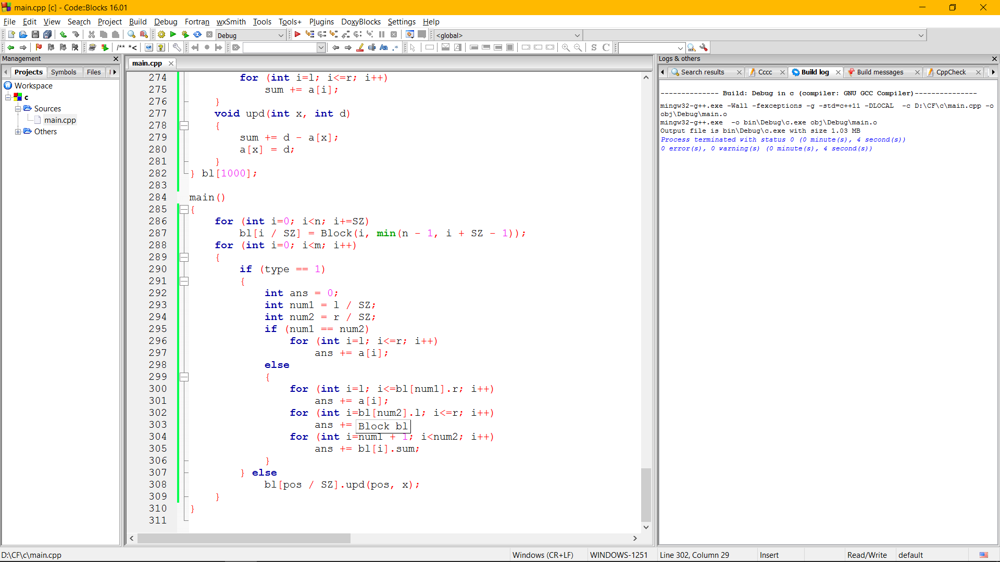 main.cpp [c] - Code::Blocks 16.01
File Edit View Search Project Build Debug Fortran wxSmith Tools Tools+ Plugins DoxyBlocks Settings Help
Debug
<global>
/** *<
Aa .*
S C
Management
Projects Symbols Files
Workspace
c
Sources
main.cpp
Others
main.cpp
274 for (int i=l; i<=r; i++)
275 sum += a[i];
276 }
277 void upd(int x, int d)
278 {
279 sum += d - a[x];
280 a[x] = d;
281 }
282 } bl[1000];
283
284 main()
285 {
286 for (int i=0; i<n; i+=SZ)
287 bl[i / SZ] = Block(i, min(n - 1, i + SZ - 1));
288 for (int i=0; i<m; i++)
289 {
290 if (type == 1)
291 {
292 int ans = 0;
293 int num1 = l / SZ;
294 int num2 = r / SZ;
295 if (num1 == num2)
296 for (int i=l; i<=r; i++)
297 ans += a[i];
298 else
299 {
300 for (int i=l; i<=bl[num1].r; i++)
301 ans += a[i];
302 for (int i=bl[num2].l; i<=r; i++)
303 ans +=
Block bl
304 for (int i=num1 + 1; i<num2; i++)
305 ans += bl[i].sum;
306 }
307 } else
308 bl[pos / SZ].upd(pos, x);
309 }
310 }
311
Logs & others
Search results Cccc Build log Build messages CppCheck
-------------- Build: Debug in c (compiler: GNU GCC Compiler)---------------
mingw32-g++.exe -Wall -fexceptions -g -std=c++11 -DLOCAL -c D:\CF\c\main.cpp -o
obj\Debug\main.o
mingw32-g++.exe -o bin\Debug\c.exe obj\Debug\main.o
Output file is bin\Debug\c.exe with size 1.03 MB
Process terminated with status 0 (0 minute(s), 4 second(s))
0 error(s), 0 warning(s) (0 minute(s), 4 second(s))
D:\CF\c\main.cpp Windows (CR+LF) WINDOWS-1251 Line 302, Column 29 Insert Read/Write default